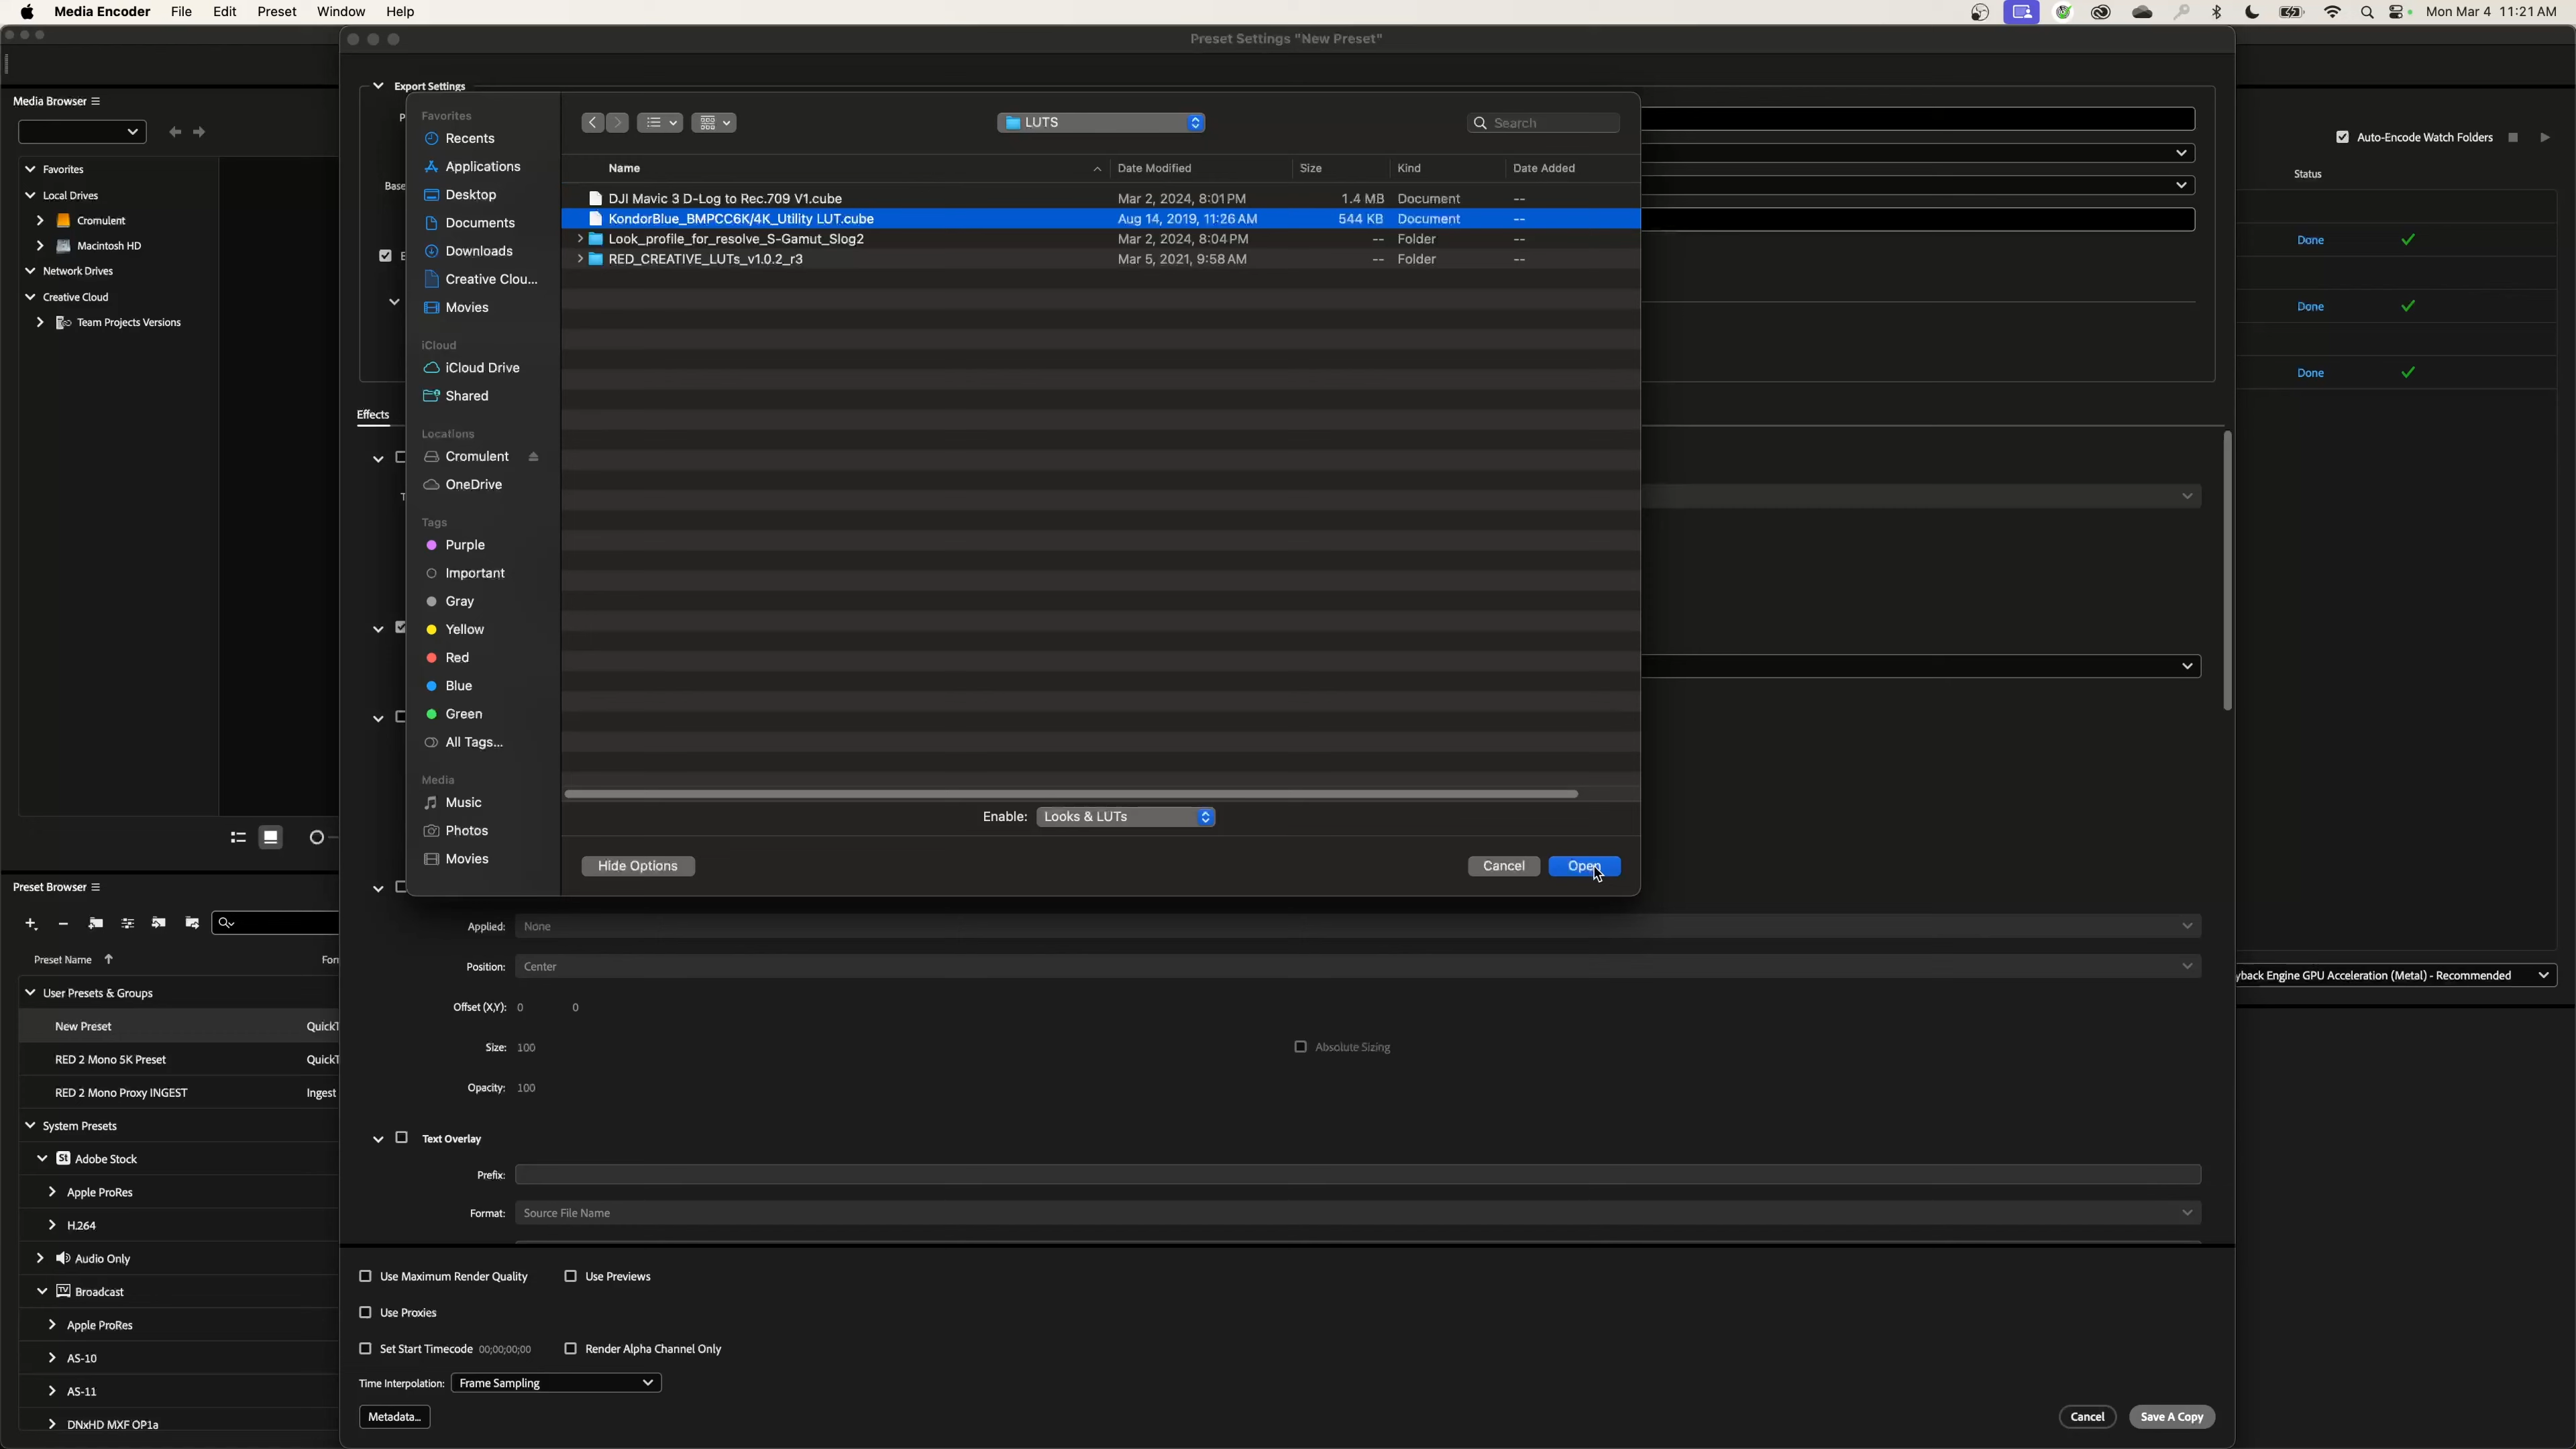 Media Encoder File Edit Preset Window Help Mon Mar 4 11:21 AM
Preset Settings "New Preset"
Media Browser
Favorites
Local Drives
Cromulent
Macintosh HD
Network Drives
Creative Cloud
Team Projects Versions
Export Settings
Base
Effects
Favorites
Recents
Applications
Desktop
Documents
Downloads
Creative Clou...
Movies
iCloud
iCloud Drive
Shared
Locations
Cromulent
OneDrive
Tags
Purple
Important
Gray
Yellow
Red
Blue
Green
All Tags...
Media
Music
Photos
Movies
LUTS
Search
Name Date Modified Size Kind Date Added
DJI Mavic 3 D-Log to Rec.709 V1.cube Mar 2, 2024, 8:01 PM 1.4 MB Document --
KondorBlue_BMPCC6K/4K_Utility LUT.cube Aug 14, 2019, 11:26 AM 544 KB Document --
Look_profile_for_resolve_S-Gamut_Slog2 Mar 2, 2024, 8:04 PM -- Folder --
RED_CREATIVE_LUTs_v1.0.2_r3 Mar 5, 2021, 9:58 AM -- Folder --
Enable: Looks & LUTs
Hide Options Cancel Open
Auto-Encode Watch Folders
Status
Done
Done
Done
yback Engine GPU Acceleration (Metal) - Recommended
Applied: None
Position: Center
Offset (X,Y): 0 0
Size: 100 Absolute Sizing
Opacity: 100
Text Overlay
Prefix:
Format: Source File Name
Use Maximum Render Quality Use Previews
Use Proxies
Set Start Timecode 00;00;00;00 Render Alpha Channel Only
Time Interpolation: Frame Sampling
Metadata...
Cancel Save A Copy
Preset Browser
Preset Name For
User Presets & Groups
New Preset QuickT
RED 2 Mono 5K Preset QuickT
RED 2 Mono Proxy INGEST Ingest
System Presets
St Adobe Stock
Apple ProRes
H.264
Audio Only
TV Broadcast
Apple ProRes
AS-10
AS-11
DNxHD MXF OP1a